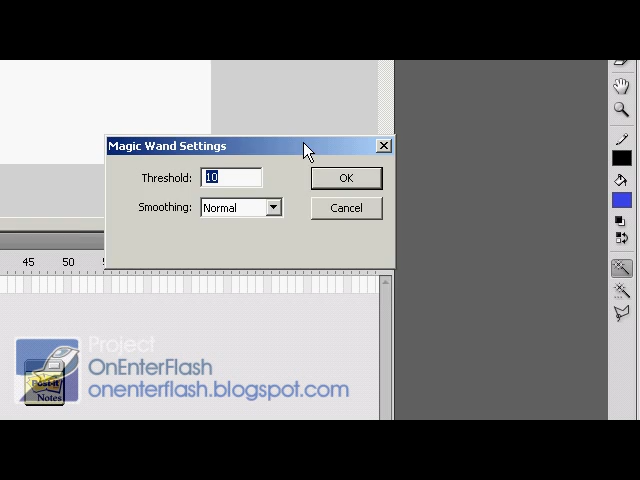 Magic Wand Settings
Threshold: 10 OK
Smoothing: Normal Cancel
45 50
Project
OnEnterFlash
onenterflash.blogspot.com
Post-it
Notes